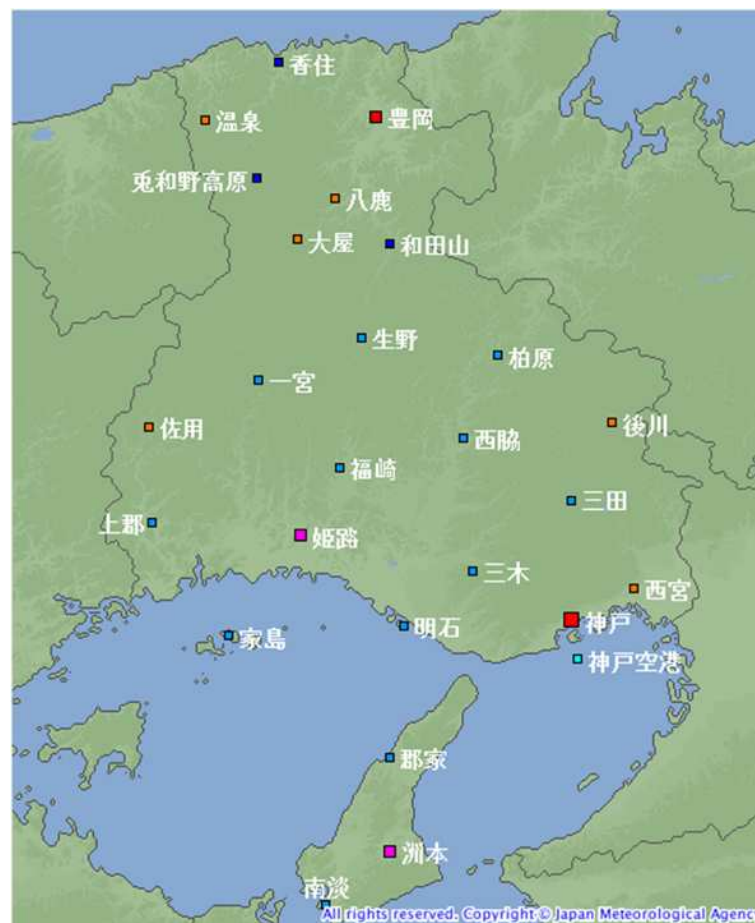 香住
温泉
豊岡
兎和野高原
八鹿
大屋
和田山
生野
柏原
一宮
佐用
後川
西脇
福崎
三田
上郡
姫路
三木
西宮
神戸
明石
家島
神戸空港
郡家
洲本
南淡
All rights reserved. Copyright © Japan Meteorological Agenc